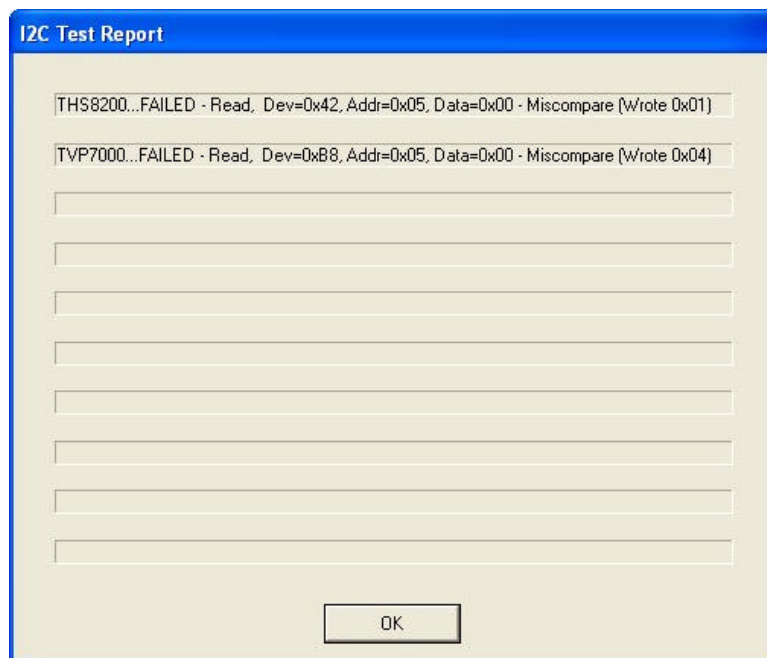 I2C Test Report
THS8200...FAILED - Read, Dev=0x42, Addr=0x05, Data=0x00 - Miscompare (Wrote 0x01)
TVP7000...FAILED - Read, Dev=0xB8, Addr=0x05, Data=0x00 - Miscompare (Wrote 0x04)
OK